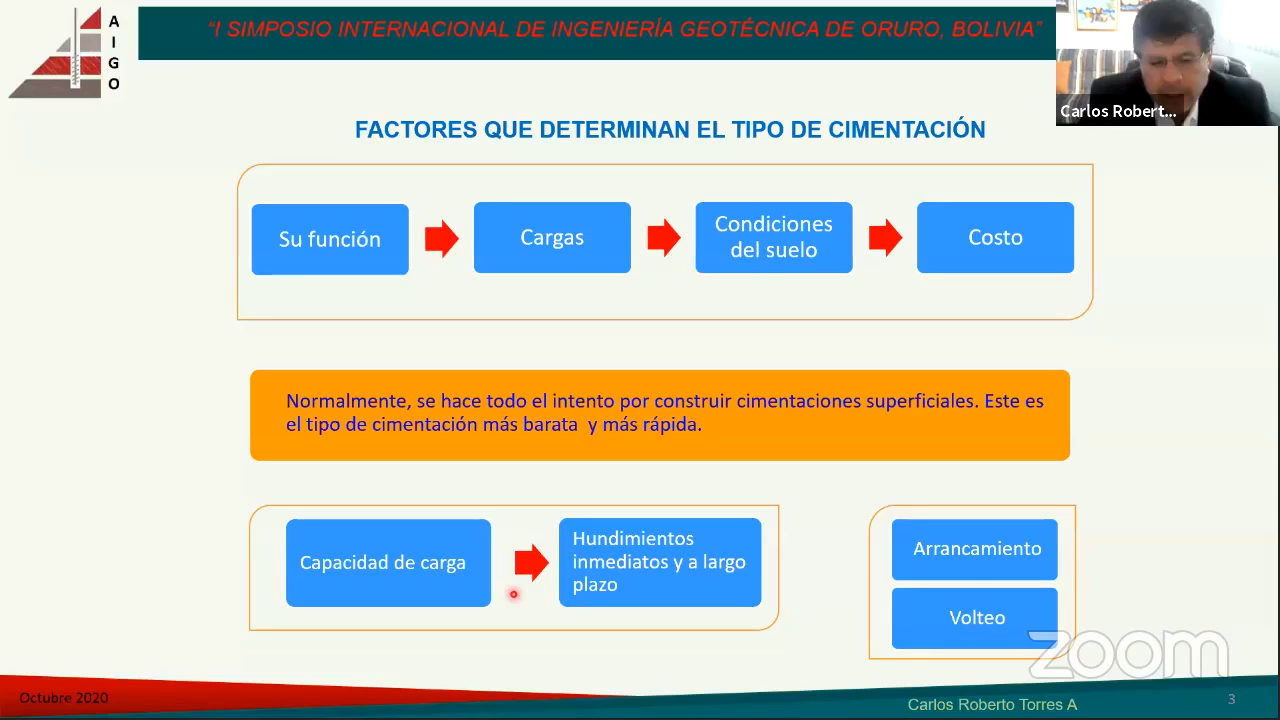 A
I
G
O
“I SIMPOSIO INTERNACIONAL DE INGENIERÍA GEOTÉCNICA DE ORURO, BOLIVIA”
Carlos Robert...
FACTORES QUE DETERMINAN EL TIPO DE CIMENTACIÓN
Su función
Cargas
Condiciones
del suelo
Costo
Normalmente, se hace todo el intento por construir cimentaciones superficiales. Este es
el tipo de cimentación más barata y más rápida.
Capacidad de carga
Hundimientos
inmediatos y a largo
plazo
Arrancamiento
Volteo
zoom
Octubre 2020
Carlos Roberto Torres A
3